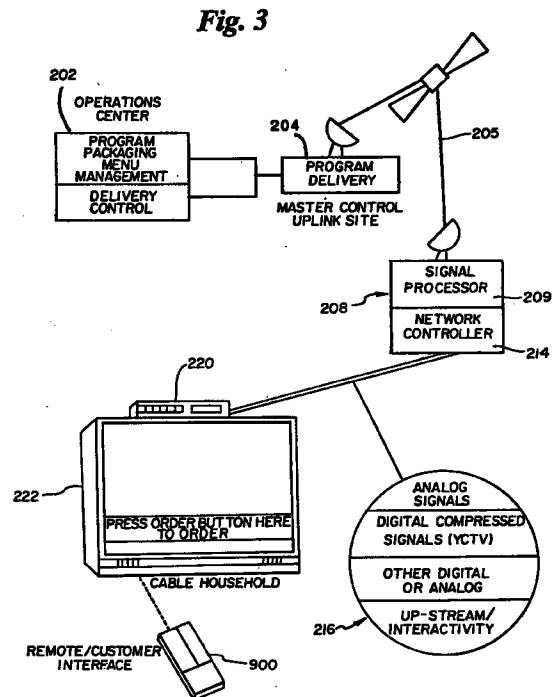 Fig. 3
202
OPERATIONS
CENTER
PROGRAM
PACKAGING
MENU
MANAGEMENT
DELIVERY
CONTROL
204
PROGRAM
DELIVERY
MASTER CONTROL
UPLINK SITE
205
SIGNAL
PROCESSOR
208
209
NETWORK
CONTROLLER
214
220
222
PRESS ORDER BUTTON HERE
TO ORDER
CABLE HOUSEHOLD
REMOTE/CUSTOMER
INTERFACE
900
ANALOG
SIGNALS
DIGITAL COMPRESSED
SIGNALS (YCTV)
OTHER DIGITAL
OR ANALOG
UP-STREAM/
INTERACTIVITY
216